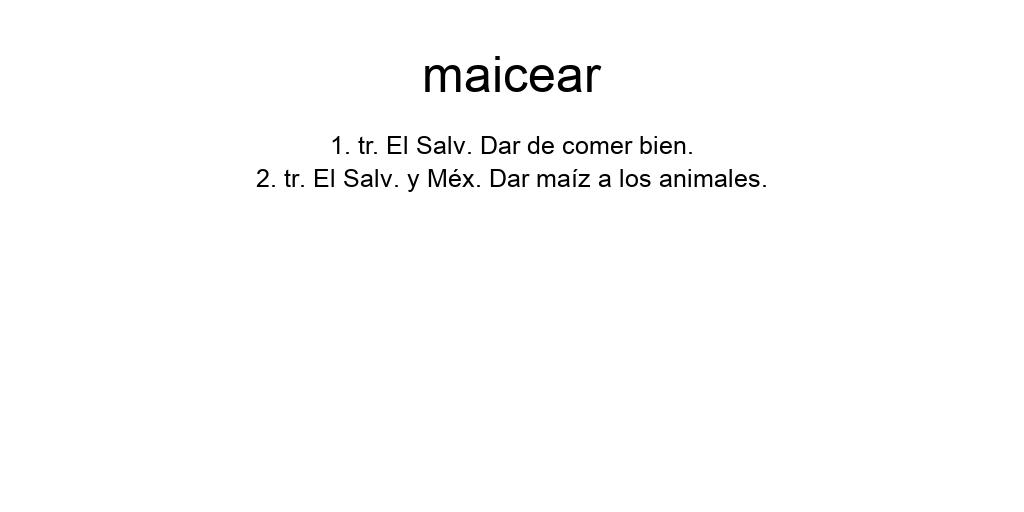 maicear
1. tr. El Salv. Dar de comer bien.
2. tr. El Salv. y Méx. Dar maíz a los animales.